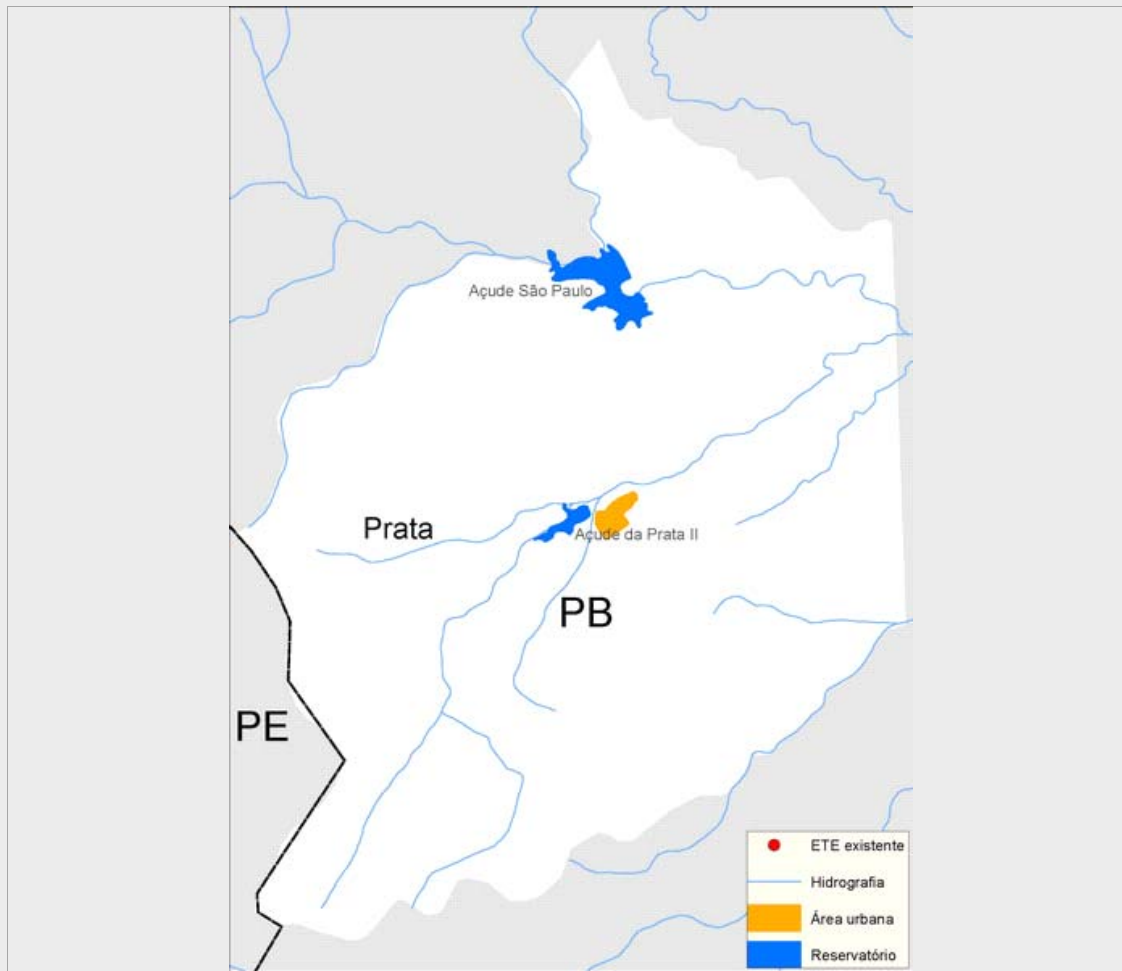 Açude São Paulo
Prata
Açude da Prata II
PB
PE
ETE existente
Hidrografia
Área urbana
Reservatório